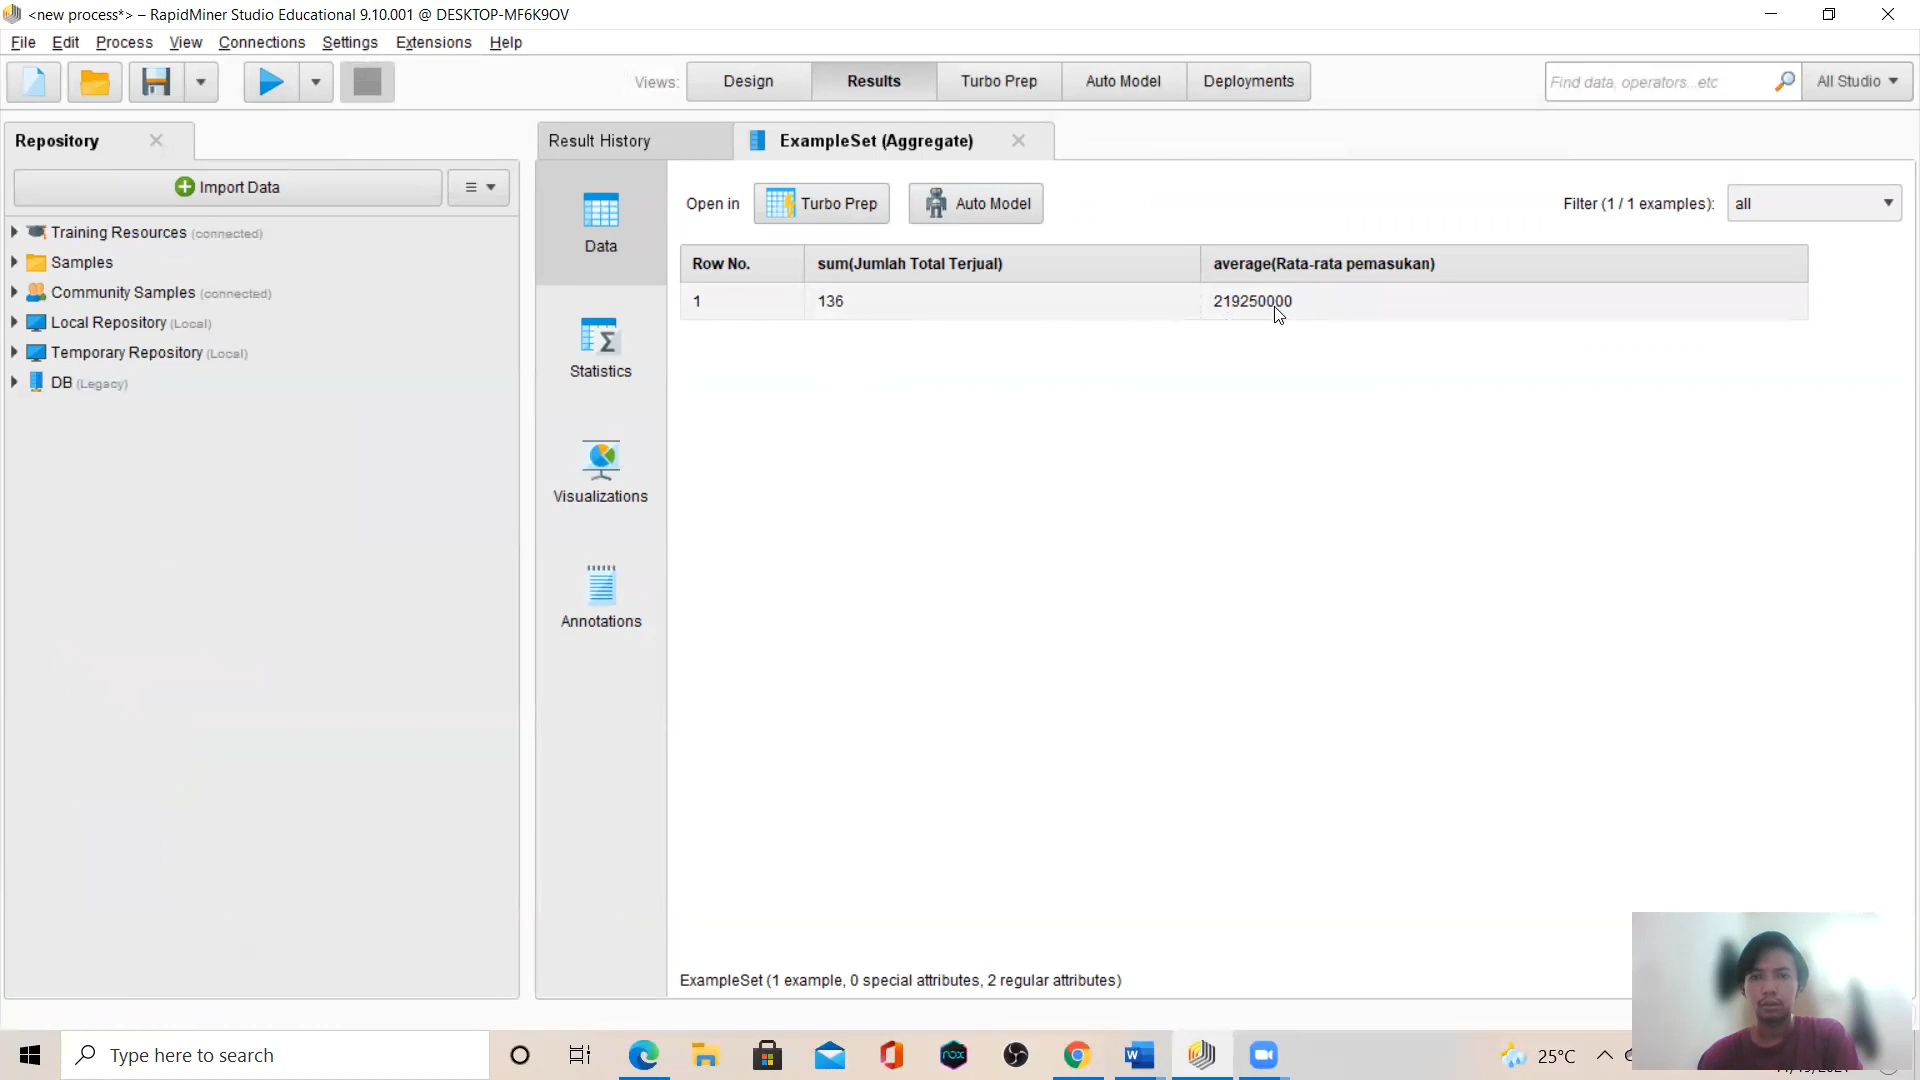 <new process*> – RapidMiner Studio Educational 9.10.001 @ DESKTOP-MF6K9OV
File Edit Process View Connections Settings Extensions Help
Views: Design Results Turbo Prep Auto Model Deployments
Find data, operators...etc All Studio
Repository
Import Data
Training Resources (connected)
Samples
Community Samples (connected)
Local Repository (Local)
Temporary Repository (Local)
DB (Legacy)
Result History ExampleSet (Aggregate)
Data
Statistics
Visualizations
Annotations
Open in Turbo Prep Auto Model Filter (1 / 1 examples): all
Row No. sum(Jumlah Total Terjual) average(Rata-rata pemasukan)
1 136 219250000
ExampleSet (1 example, 0 special attributes, 2 regular attributes)
Type here to search
nox
25°C